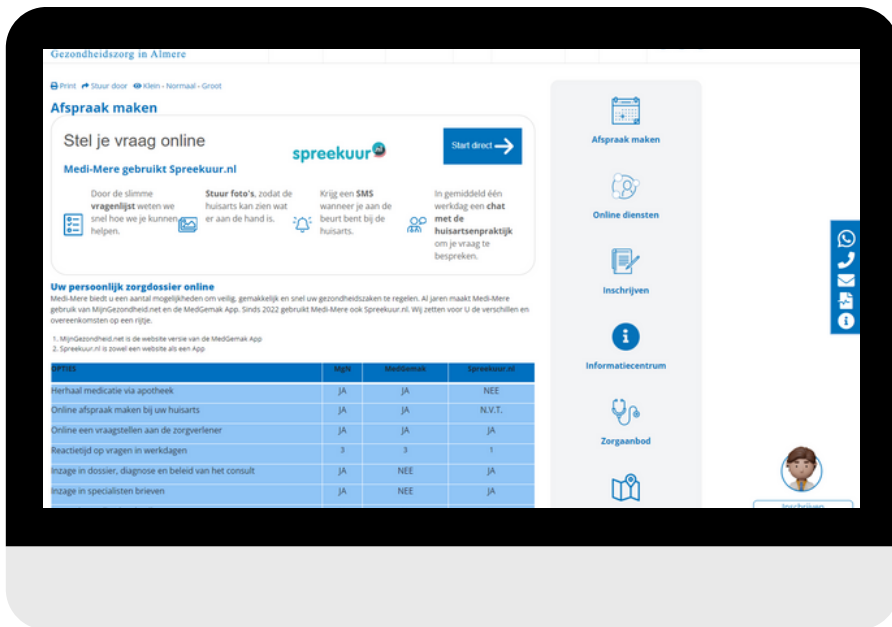 Gezondheidszorg in Almere
Print Stuur door Klein - Normaal - Groot
Afspraak maken
Stel je vraag online
spreekuur.nl
Start direct
Medi-Mere gebruikt Spreekuur.nl
Door de slimme
vragenlijst weten we
snel hoe we je kunnen
helpen.
Stuur foto's, zodat de
huisarts kan zien wat
er aan de hand is.
Krijg een SMS
wanneer je aan de
beurt bent bij de
huisarts.
In gemiddeld één
werkdag een chat
met de
huisartsenpraktijk
om je vraag te
bespreken.
Uw persoonlijk zorgdossier online
Medi-Mere biedt u een aantal mogelijkheden om veilig, gemakkelijk en snel uw gezondheidszaken te regelen. Al jaren maakt Medi-Mere
gebruik van MijnGezondheid.net en de MedGemak App. Sinds 2022 gebruikt Medi-Mere ook Spreekuur.nl. Wij zetten voor U de verschillen en
overeenkomsten op een rijtje.
1. MijnGezondheid.net is de website versie van de MedGemak App
2. Spreekuur.nl is zowel een website als een App
OPTIES MgN MedGemak Spreekuur.nl
Herhaal medicatie via apotheek JA JA NEE
Online afspraak maken bij uw huisarts JA JA N.V.T.
Online een vraagstellen aan de zorgverlener JA JA JA
Reactietijd op vragen in werkdagen 3 3 1
Inzage in dossier, diagnose en beleid van het consult JA NEE JA
Inzage in specialisten brieven JA NEE JA
Afspraak maken
Online diensten
Inschrijven
Informatiecentrum
Zorgaanbod
Inschrijven